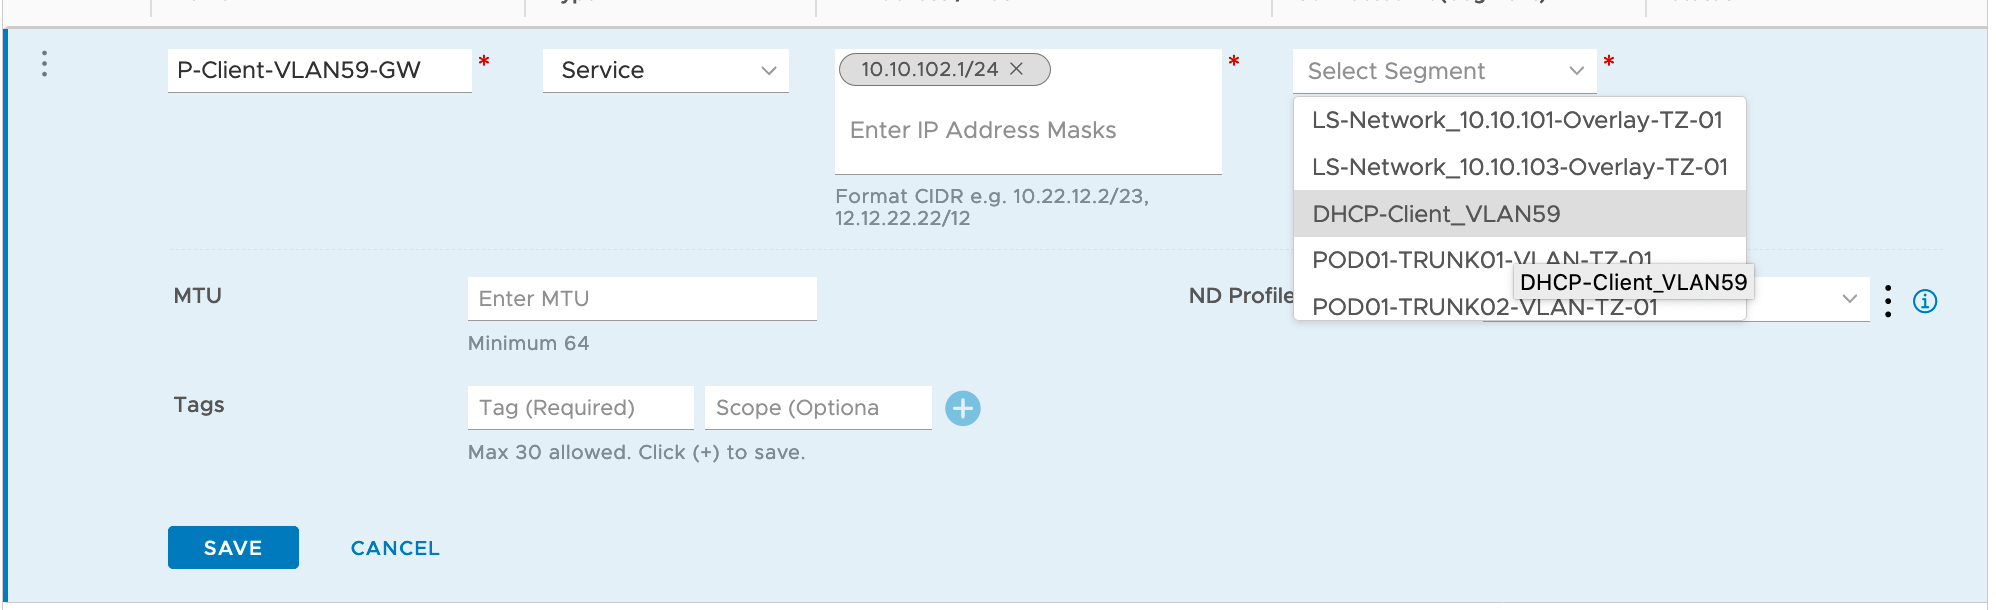 P-Client-VLAN59-GW *
Service
10.10.102.1/24 ×
*
Select Segment *
Enter IP Address Masks
Format CIDR e.g. 10.22.12.2/23,
12.12.22.22/12
LS-Network_10.10.101-Overlay-TZ-01
LS-Network_10.10.103-Overlay-TZ-01
DHCP-Client_VLAN59
POD01-TRUNK01-VLAN-TZ-01
DHCP-Client_VLAN59
POD01-TRUNK02-VLAN-TZ-01
MTU
Enter MTU
Minimum 64
ND Profile
Tags
Tag (Required)
Scope (Optiona
Max 30 allowed. Click (+) to save.
SAVE
CANCEL